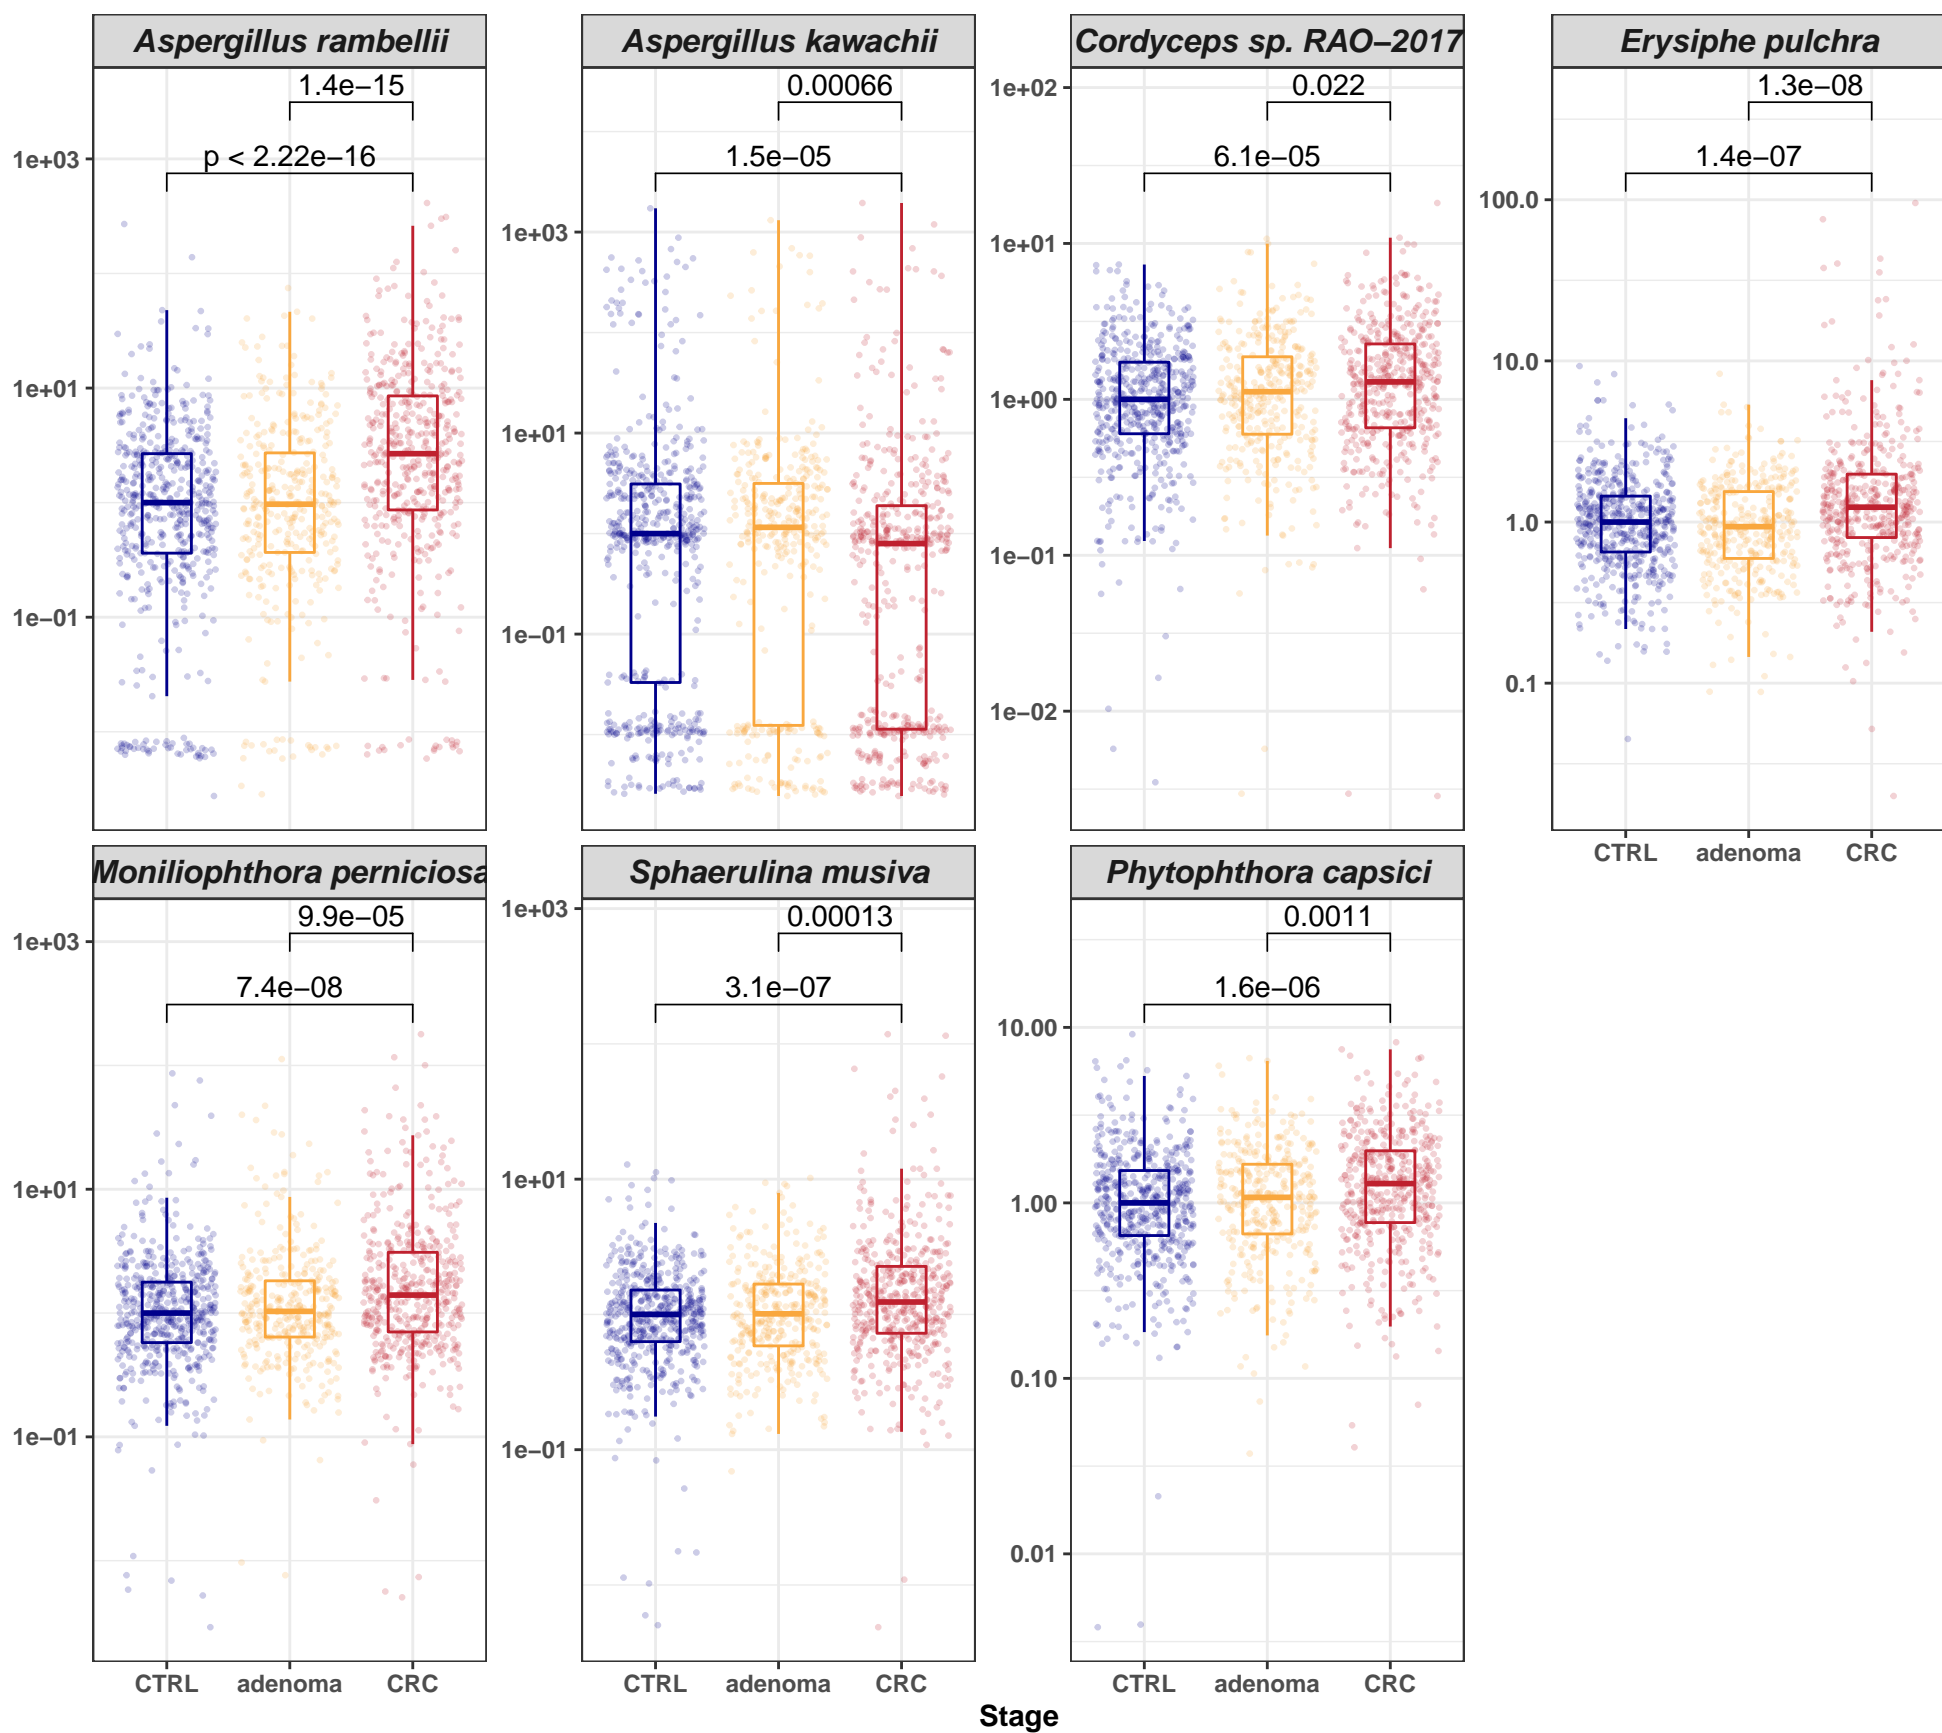 Aspergillus rambellii
1.4e−15
p < 2.22e−16
1e+03
1e+01
1e−01
Aspergillus kawachii
0.00066
1.5e−05
1e+03
1e+01
1e−01
Cordyceps sp. RAO−2017
0.022
6.1e−05
1e+02
1e+01
1e+00
1e−01
1e−02
Erysiphe pulchra
1.3e−08
1.4e−07
100.0
10.0
1.0
0.1
CTRL adenoma CRC
Moniliophthora perniciosa
9.9e−05
7.4e−08
1e+03
1e+01
1e−01
CTRL adenoma CRC
Sphaerulina musiva
0.00013
3.1e−07
1e+03
1e+01
1e−01
CTRL adenoma CRC
Phytophthora capsici
0.0011
1.6e−06
10.00
1.00
0.10
0.01
CTRL adenoma CRC
Stage